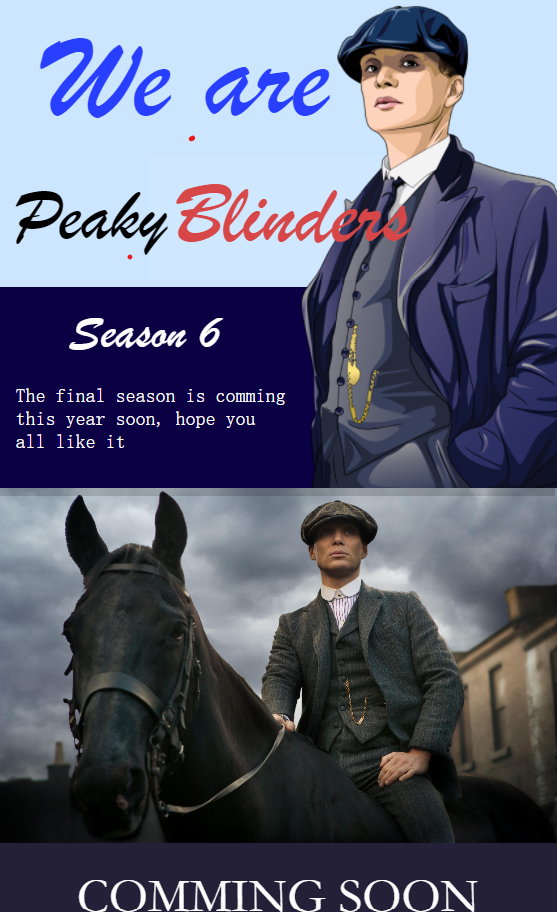 We are
Peaky Blinders
Season 6
The final season is comming
this year soon, hope you
all like it
COMMING SOON